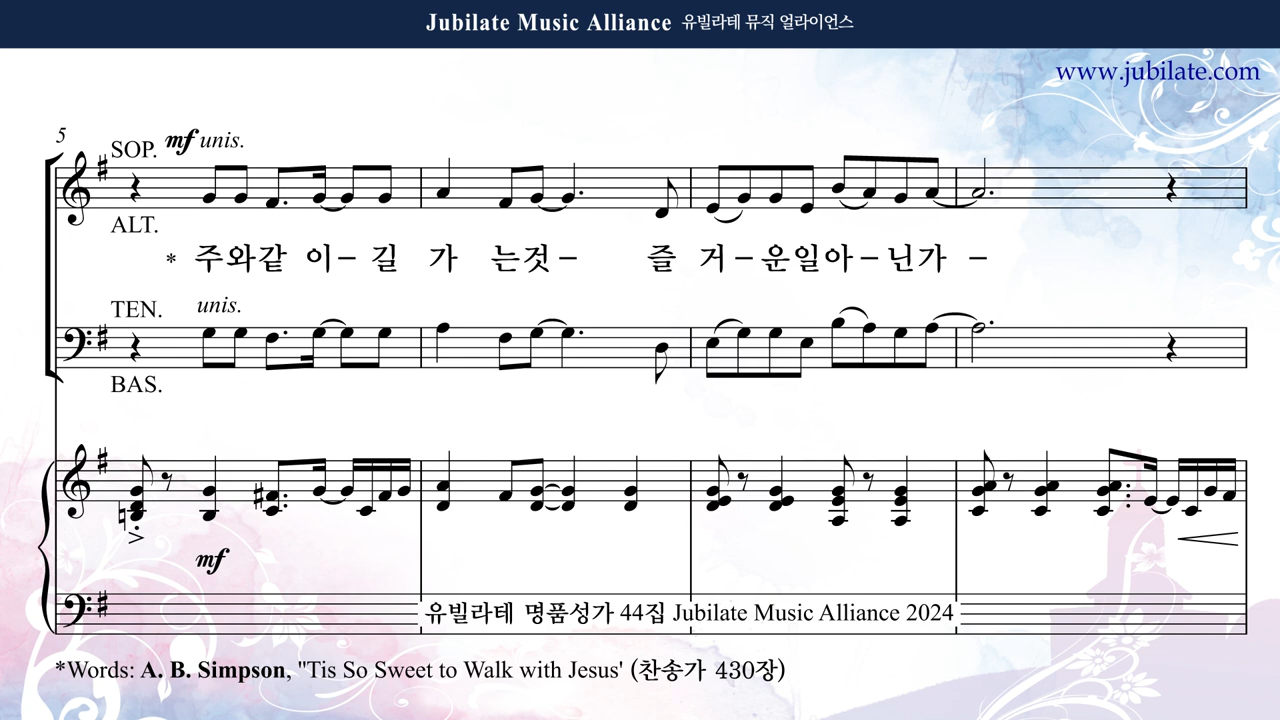 Jubilate Music Alliance 유빌라테 뮤직 얼라이언스
www.jubilate.com
5
SOP. mf unis.
ALT.
* 주와같 이– 길 가 는것– 즐 거–운일아–닌가 –
TEN. unis.
BAS.
mf
유빌라테 명품성가 44집 Jubilate Music Alliance 2024
*Words: A. B. Simpson, "Tis So Sweet to Walk with Jesus' (찬송가 430장)